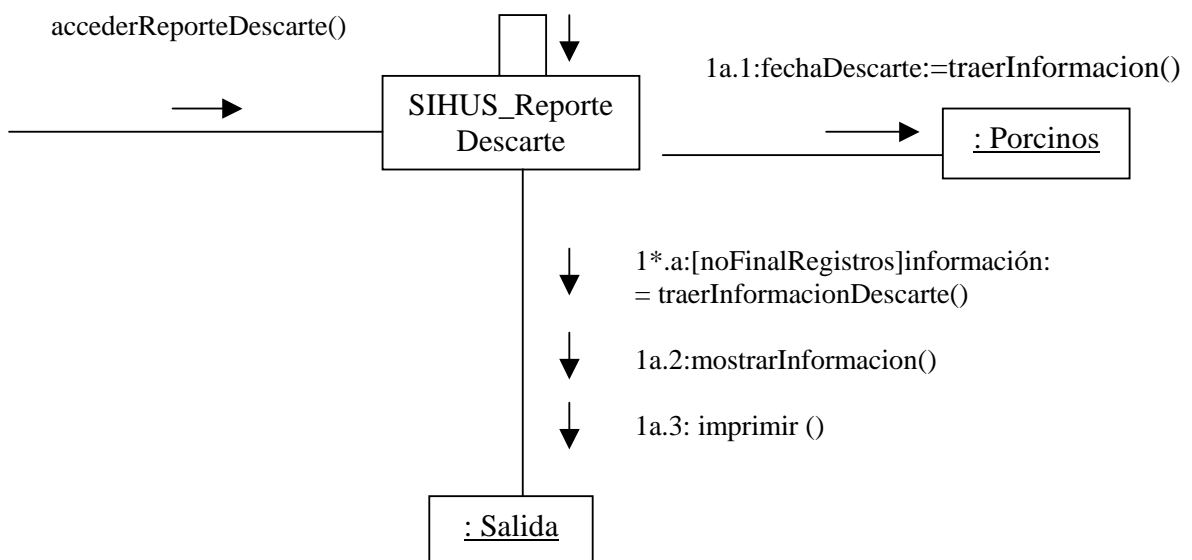 accederReporteDescarte()
1a.1:fechaDescarte:=traerInformacion()
SIHUS_Reporte
Descarte
: Porcinos
1*.a:[noFinalRegistros]información:
= traerInformacionDescarte()
1a.2:mostrarInformacion()
1a.3: imprimir ()
: Salida